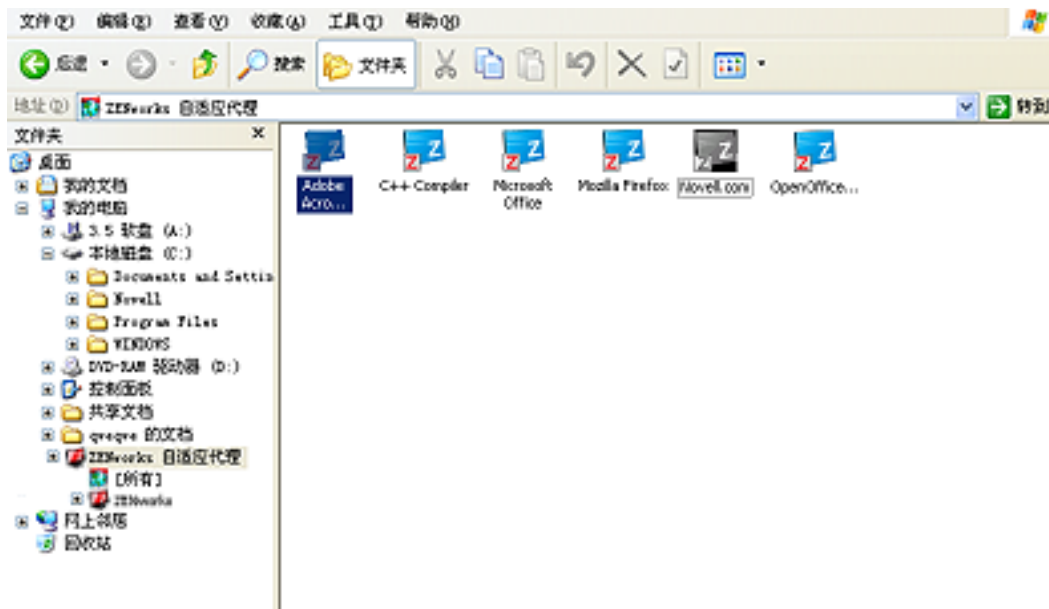 文件(F) 编辑(E) 查看(V) 收藏(A) 工具(T) 帮助(H)
后退 搜索 文件夹
地址(D) ZENworks 自适应代理 转到
文件夹
桌面
我的文档
我的电脑
3.5 软盘 (A:)
本地磁盘 (C:)
Documents and Settin
Novell
Program Files
WINDOWS
DVD-RAM 驱动器 (D:)
控制面板
共享文档
qweqwe 的文档
ZENworks 自适应代理
[所有]
ZENworks
网上邻居
回收站
Adobe
Acro...
C++ Compiler
Microsoft
Office
Mozilla Firefox
Novell.com
OpenOffice...